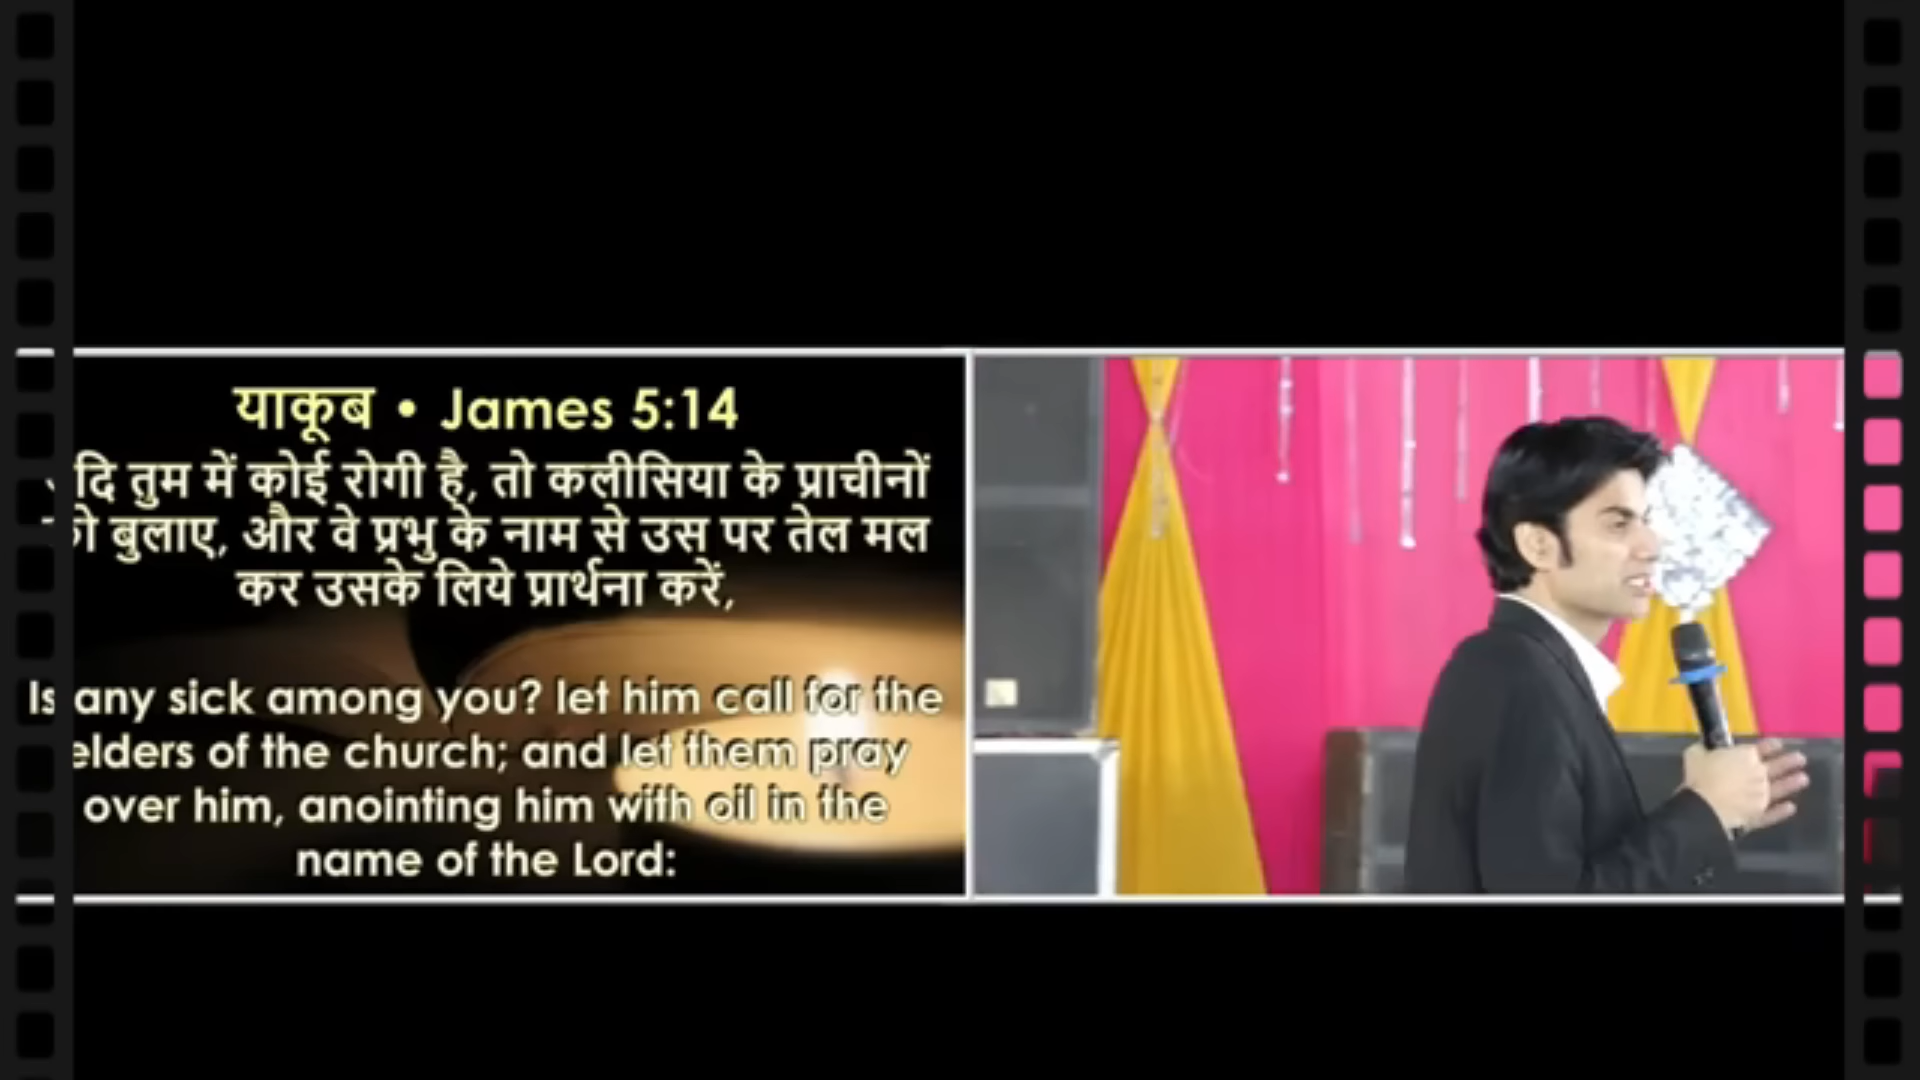 याकूब • James 5:14
यदि तुम में कोई रोगी है, तो कलीसिया के प्राचीनों
को बुलाए, और वे प्रभु के नाम से उस पर तेल मल
कर उसके लिये प्रार्थना करें,
Is any sick among you? let him call for the
elders of the church; and let them pray
over him, anointing him with oil in the
name of the Lord: